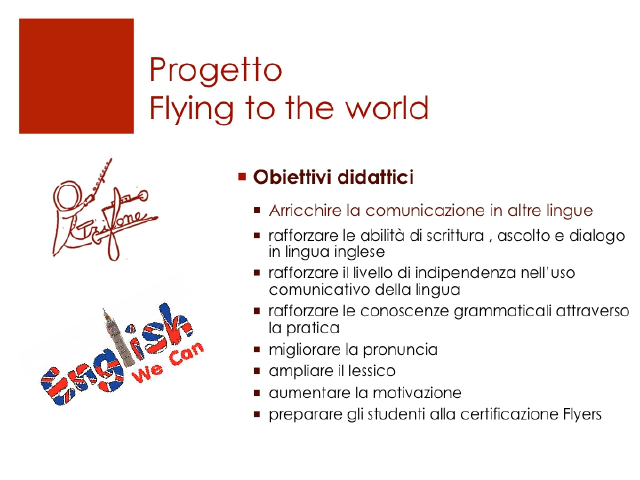 Progetto
Flying to the world
Obiettivi didattici
Arricchire la comunicazione in altre lingue
rafforzare le abilità di scrittura , ascolto e dialogo
in lingua inglese
rafforzare il livello di indipendenza nell'uso
comunicativo della lingua
rafforzare le conoscenze grammaticali attraverso
la pratica
migliorare la pronuncia
ampliare il lessico
aumentare la motivazione
preparare gli studenti alla certificazione Flyers
Trifone
English
We Can